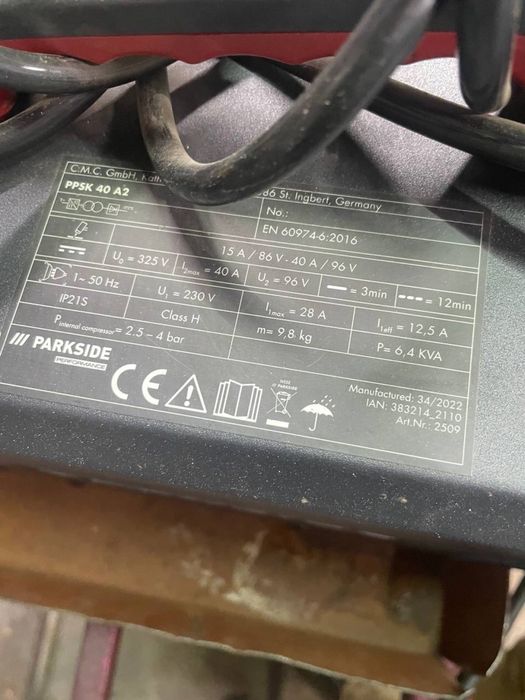 C.M.C. GmbH, Katt 86 St. Ingbert, Germany
PPSK 40 A2
No.:
EN 60974-6:2016
15 A / 86 V - 40 A / 96 V
U₀ = 325 V I₂max = 40 A U₂ = 96 V = 3min = 12min
1~ 50 Hz U₁ = 230 V I₁max = 28 A I₁eff = 12,5 A
IP21S Class H m= 9,8 kg P= 6,4 KVA
Pinternal compressor= 2.5 – 4 bar
/// PARKSIDE
PERFORMANCE
CE
Manufactured: 34/2022
IAN: 383214_2110
Art.Nr.: 2509